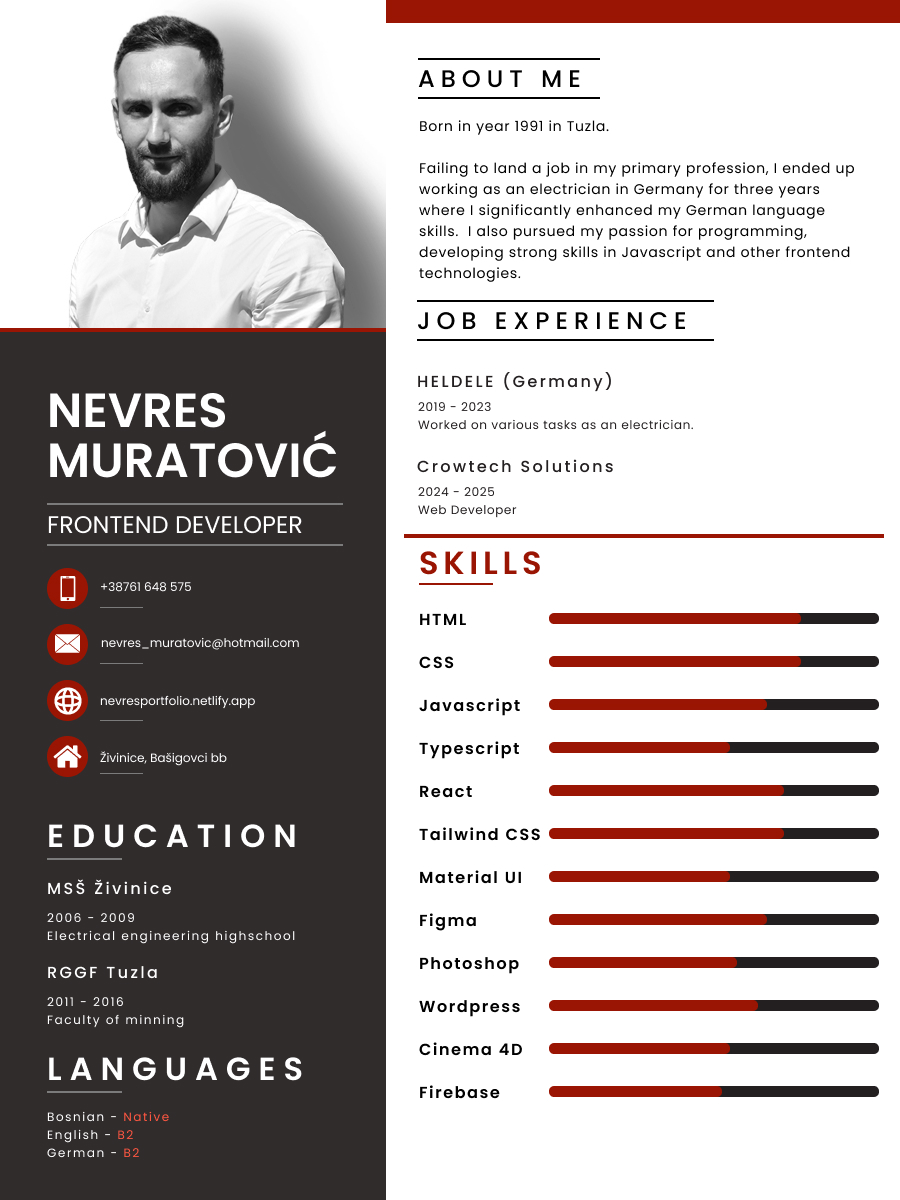 NEVRES
MURATOVIĆ
FRONTEND DEVELOPER
+38761 648 575
nevres_muratovic@hotmail.com
nevresportfolio.netlify.app
Živinice, Bašigovci bb
EDUCATION
MSŠ Živinice
2006 - 2009
Electrical engineering highschool
RGGF Tuzla
2011 - 2016
Faculty of minning
LANGUAGES
Bosnian - Native
English - B2
German - B2
ABOUT ME
Born in year 1991 in Tuzla.
Failing to land a job in my primary profession, I ended up
working as an electrician in Germany for three years
where I significantly enhanced my German language
skills.  I also pursued my passion for programming,
developing strong skills in Javascript and other frontend
technologies.
JOB EXPERIENCE
HELDELE (Germany)
2019 - 2023
Worked on various tasks as an electrician.
Crowtech Solutions
2024 - 2025
Web Developer
SKILLS
HTML
CSS
Javascript
Typescript
React
Tailwind CSS
Material UI
Figma
Photoshop
Wordpress
Cinema 4D
Firebase